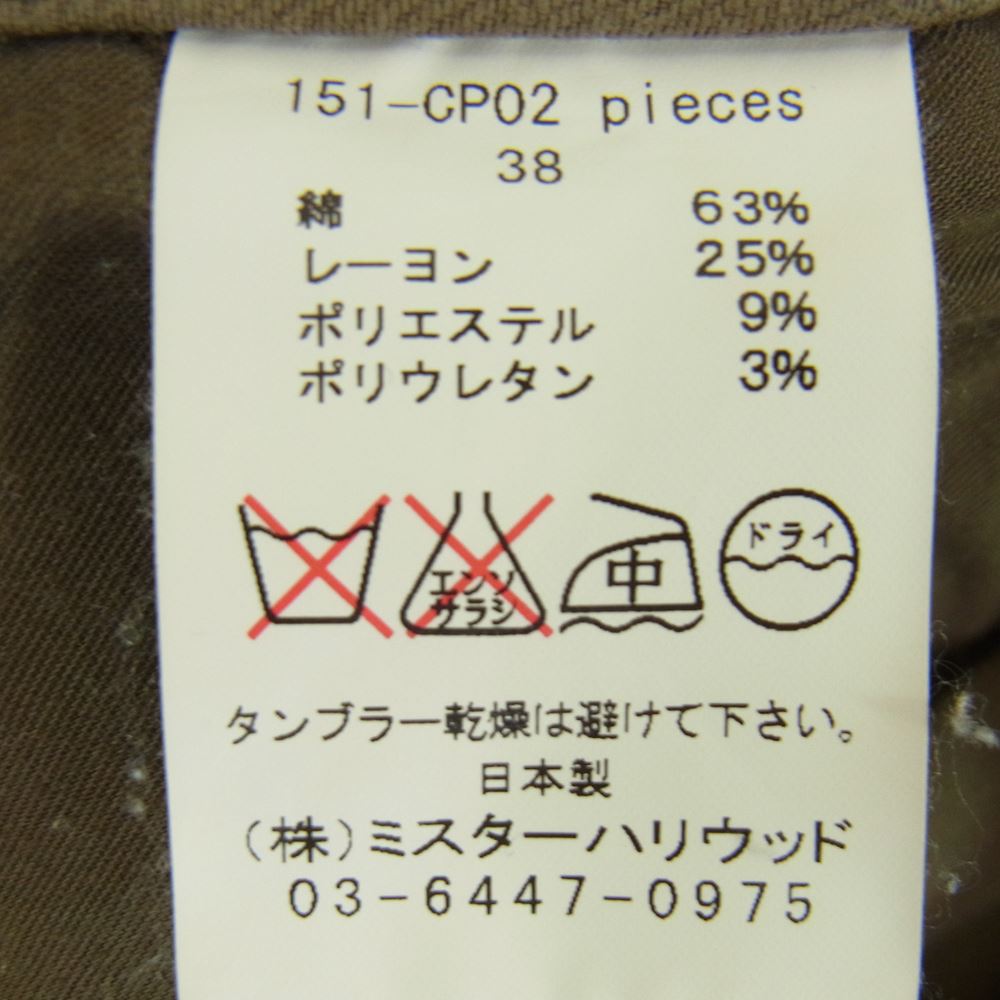 151-CP02 pieces
38
綿 63%
レーヨン 25%
ポリエステル 9%
ポリウレタン 3%
エンソ
サラシ
中
ドライ
タンブラー乾燥は避けて下さい。
日本製
(株)ミスターハリウッド
03-6447-0975